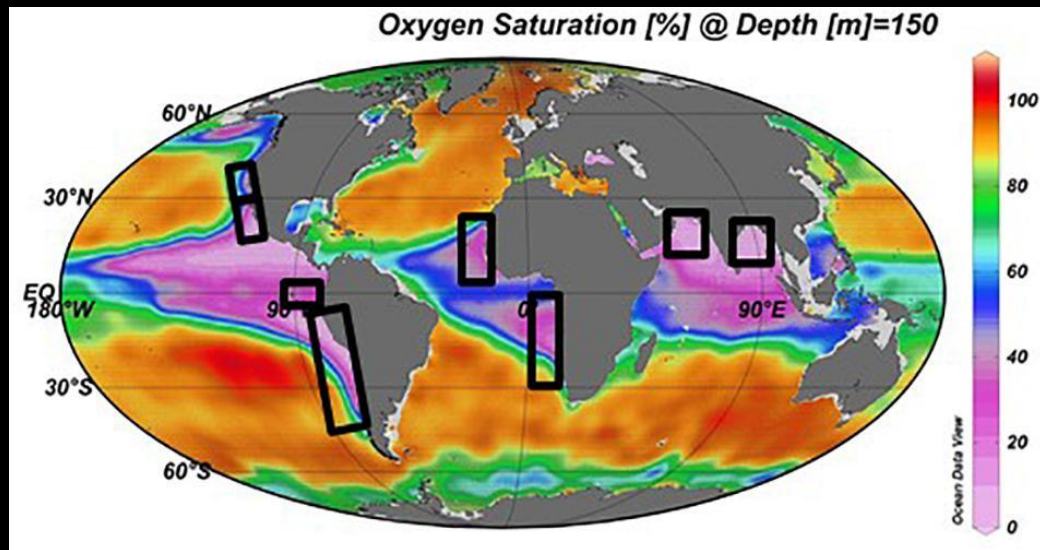 Oxygen Saturation [%] @ Depth [m]=150
60°N
30°N
EQ
180°W
90
0
90°E
30°S
60°S
100
80
60
40
20
0
Ocean Data View